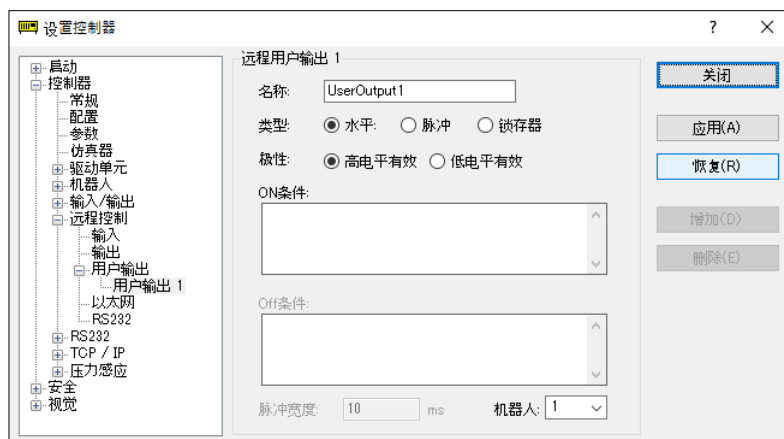 设置控制器
?
启动
控制器
常规
配置
参数
仿真器
驱动单元
机器人
输入/输出
远程控制
输入
输出
用户输出
用户输出 1
以太网
RS232
RS232
TCP / IP
压力感应
安全
视觉
远程用户输出 1
名称: UserOutput1
类型: 水平: 脉冲 锁存器
极性: 高电平有效 低电平有效
ON条件:
Off条件:
脉冲宽度: 10 ms 机器人: 1
关闭
应用(A)
恢复(R)
增加(D)
删除(E)